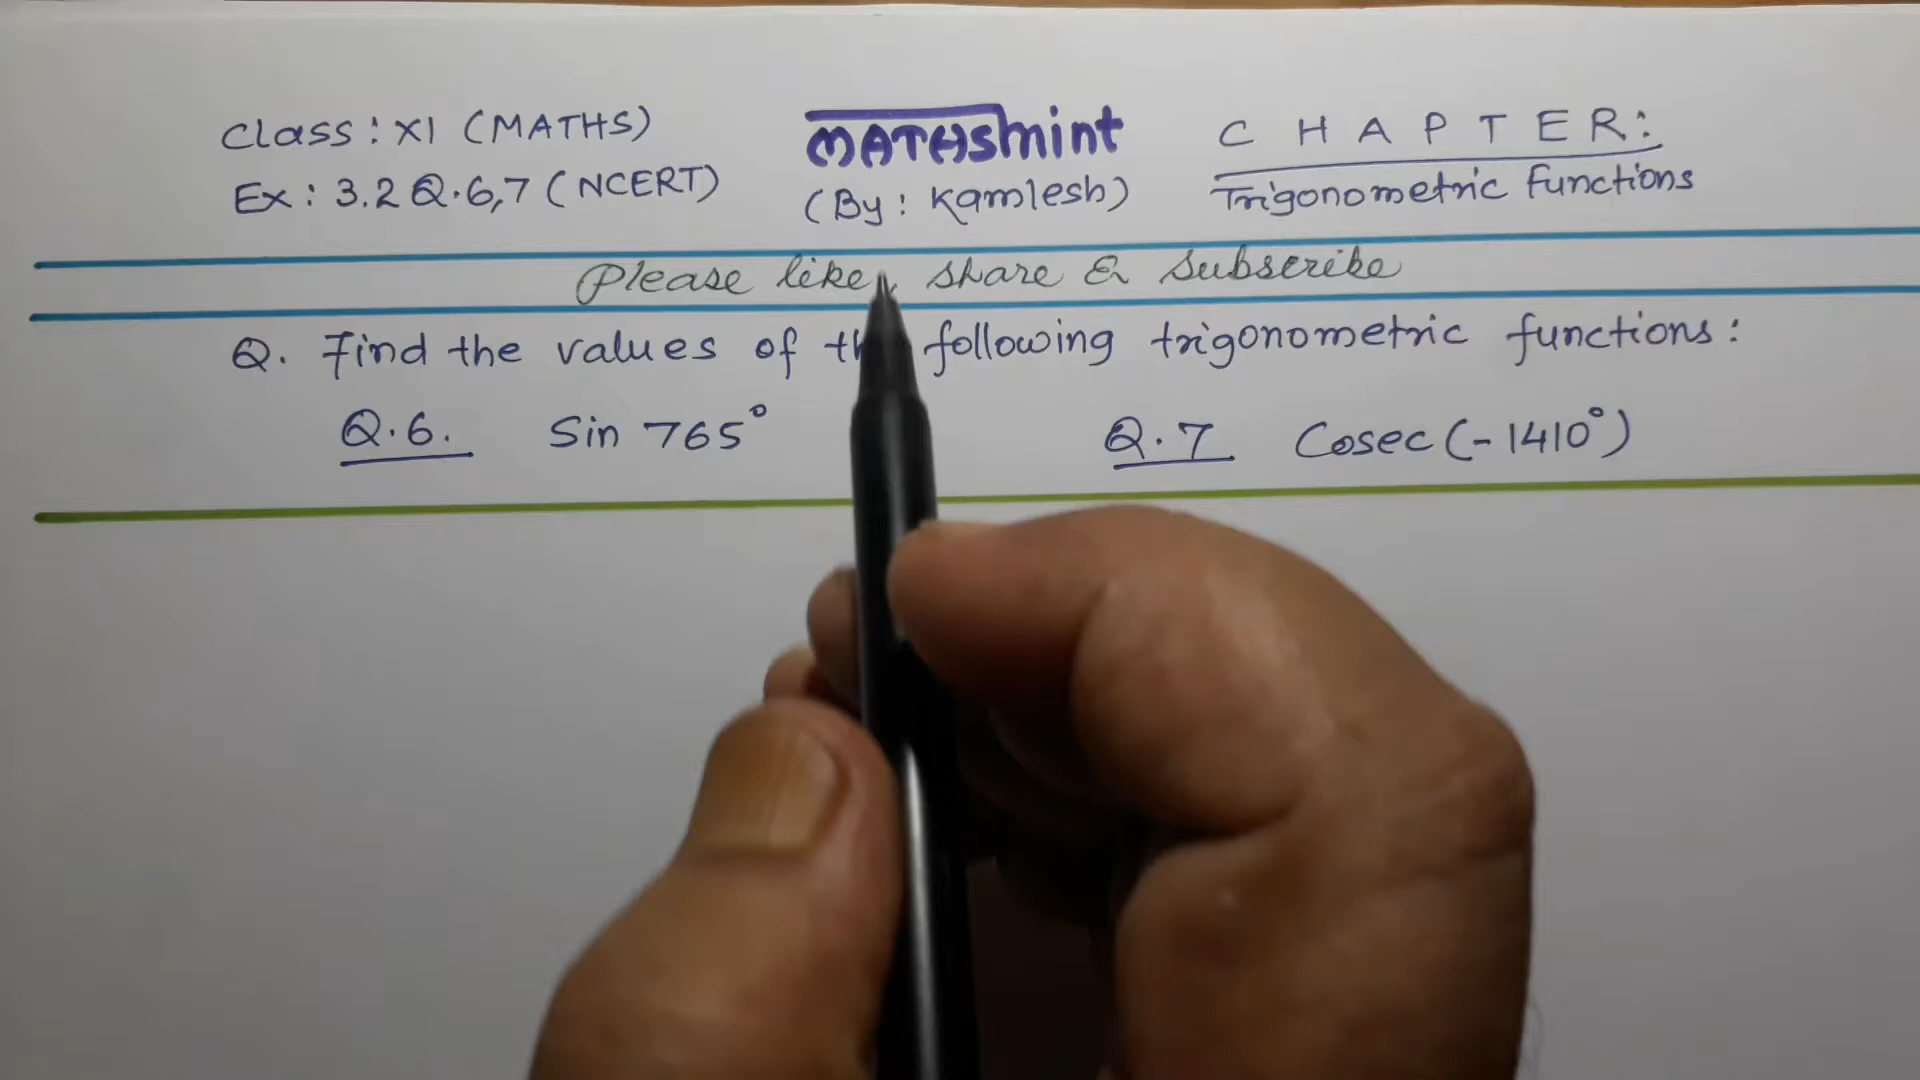 Class: XI (MATHS)
Ex: 3.2 Q.6,7 (NCERT)
MATHSmint
(By: Kamlesh)
CHAPTER:
Trigonometric Functions
Please like, share & Subscribe
Q. Find the values of following trigonometric functions:
Q.6. Sin 765°
Q.7 Cosec (-1410°)